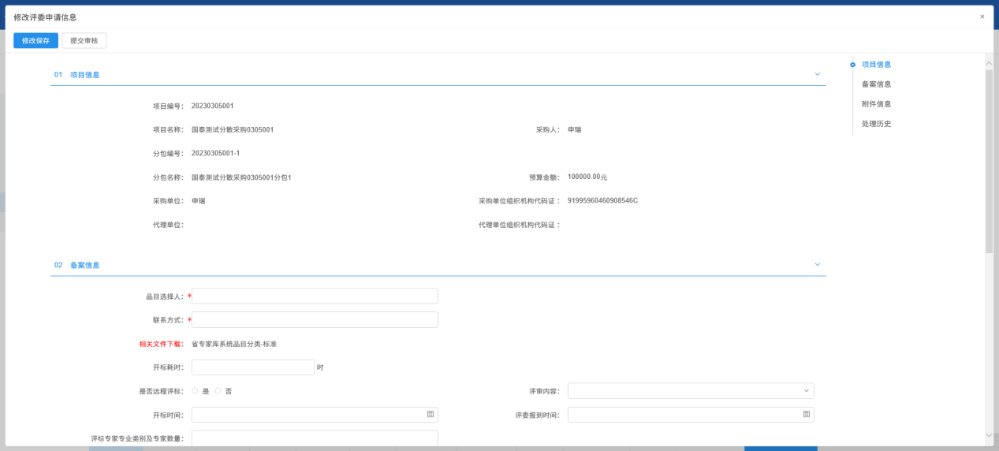 修改评委申请信息
修改保存 提交审核
01 项目信息
项目信息
备案信息
附件信息
处理历史
项目编号： 20230305001
项目名称： 国泰测试分散采购0305001 采购人： 申瑞
分包编号： 20230305001-1
分包名称： 国泰测试分散采购0305001分包1 预算金额： 100000.00元
采购单位： 申瑞 采购单位组织机构代码证： 91995960460908546C
代理单位： 代理单位组织机构代码证：
02 备案信息
品目选择人：*
联系方式：*
相关文件下载： 省专家库系统品目分类-标准
开标耗时： 时
是否远程评标： 是 否 评审内容：
开标时间： 评委报到时间：
评标专家专业类别及专家数量：